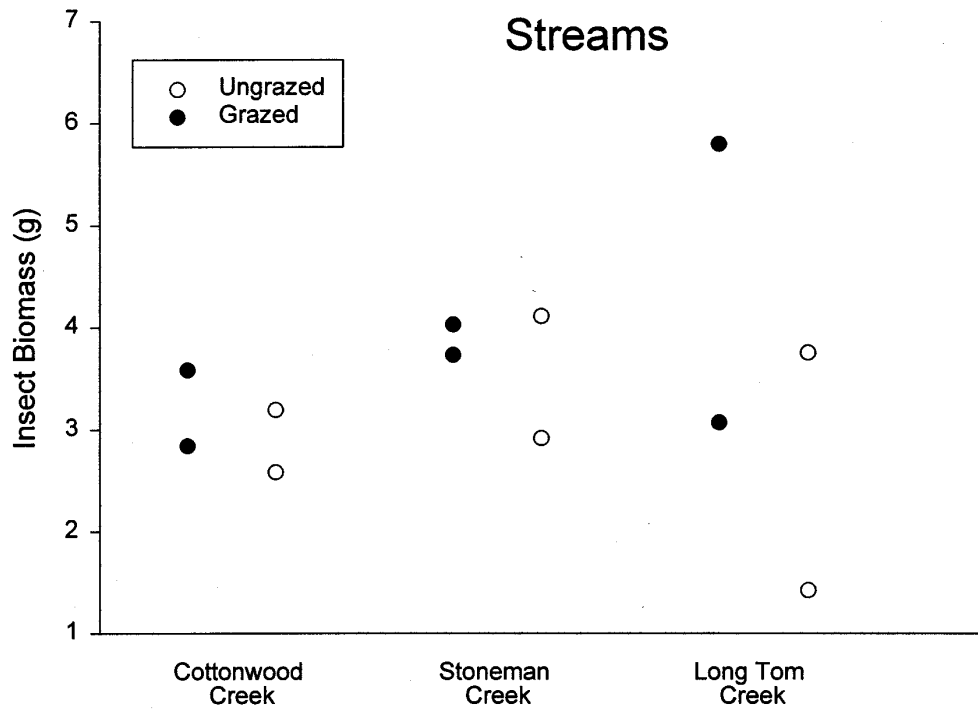 Streams
7
6
5
4
3
2
1
Insect Biomass (g)
Ungrazed
Grazed
Cottonwood
Creek
Stoneman
Creek
Long Tom
Creek